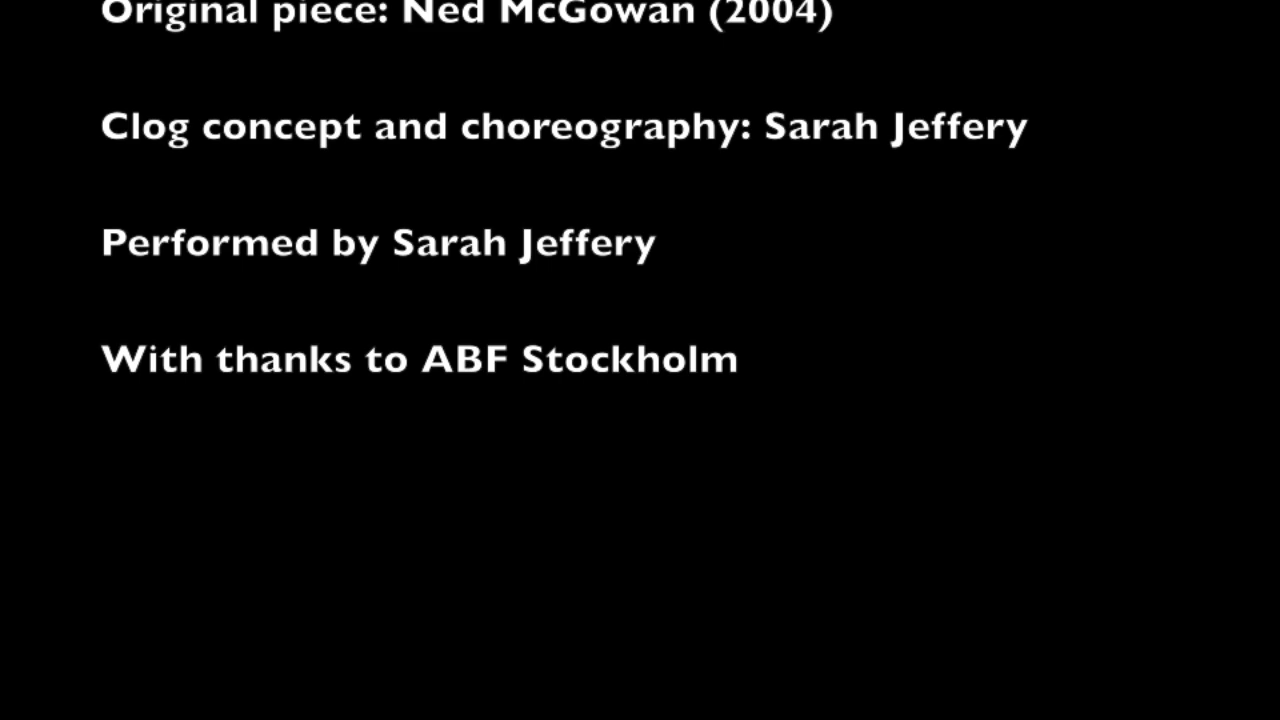 Original piece: Ned McGowan (2004)
Clog concept and choreography: Sarah Jeffery
Performed by Sarah Jeffery
With thanks to ABF Stockholm